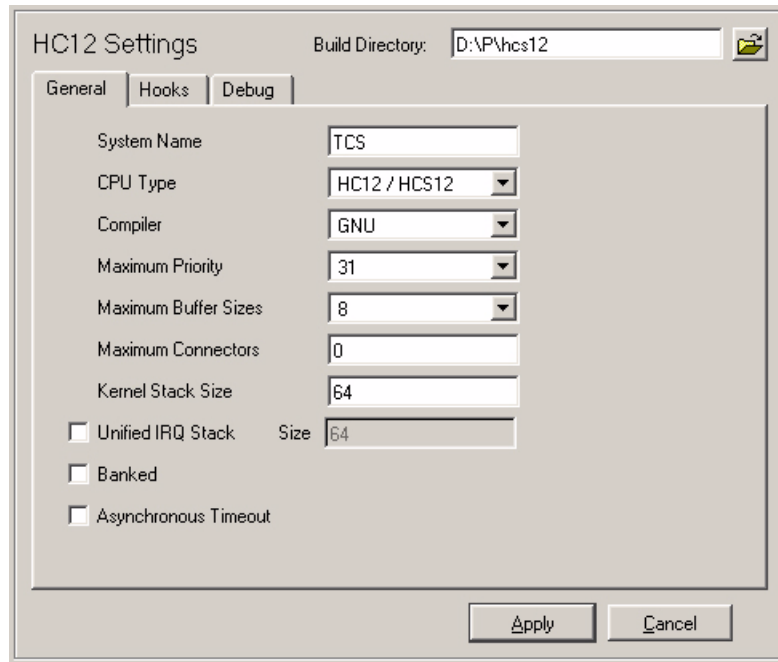 HC12 Settings Build Directory: D:\P\hcs12
General Hooks Debug
System Name TCS
CPU Type HC12 / HCS12
Compiler GNU
Maximum Priority 31
Maximum Buffer Sizes 8
Maximum Connectors 0
Kernel Stack Size 64
Unified IRQ Stack Size 64
Banked
Asynchronous Timeout
Apply Cancel